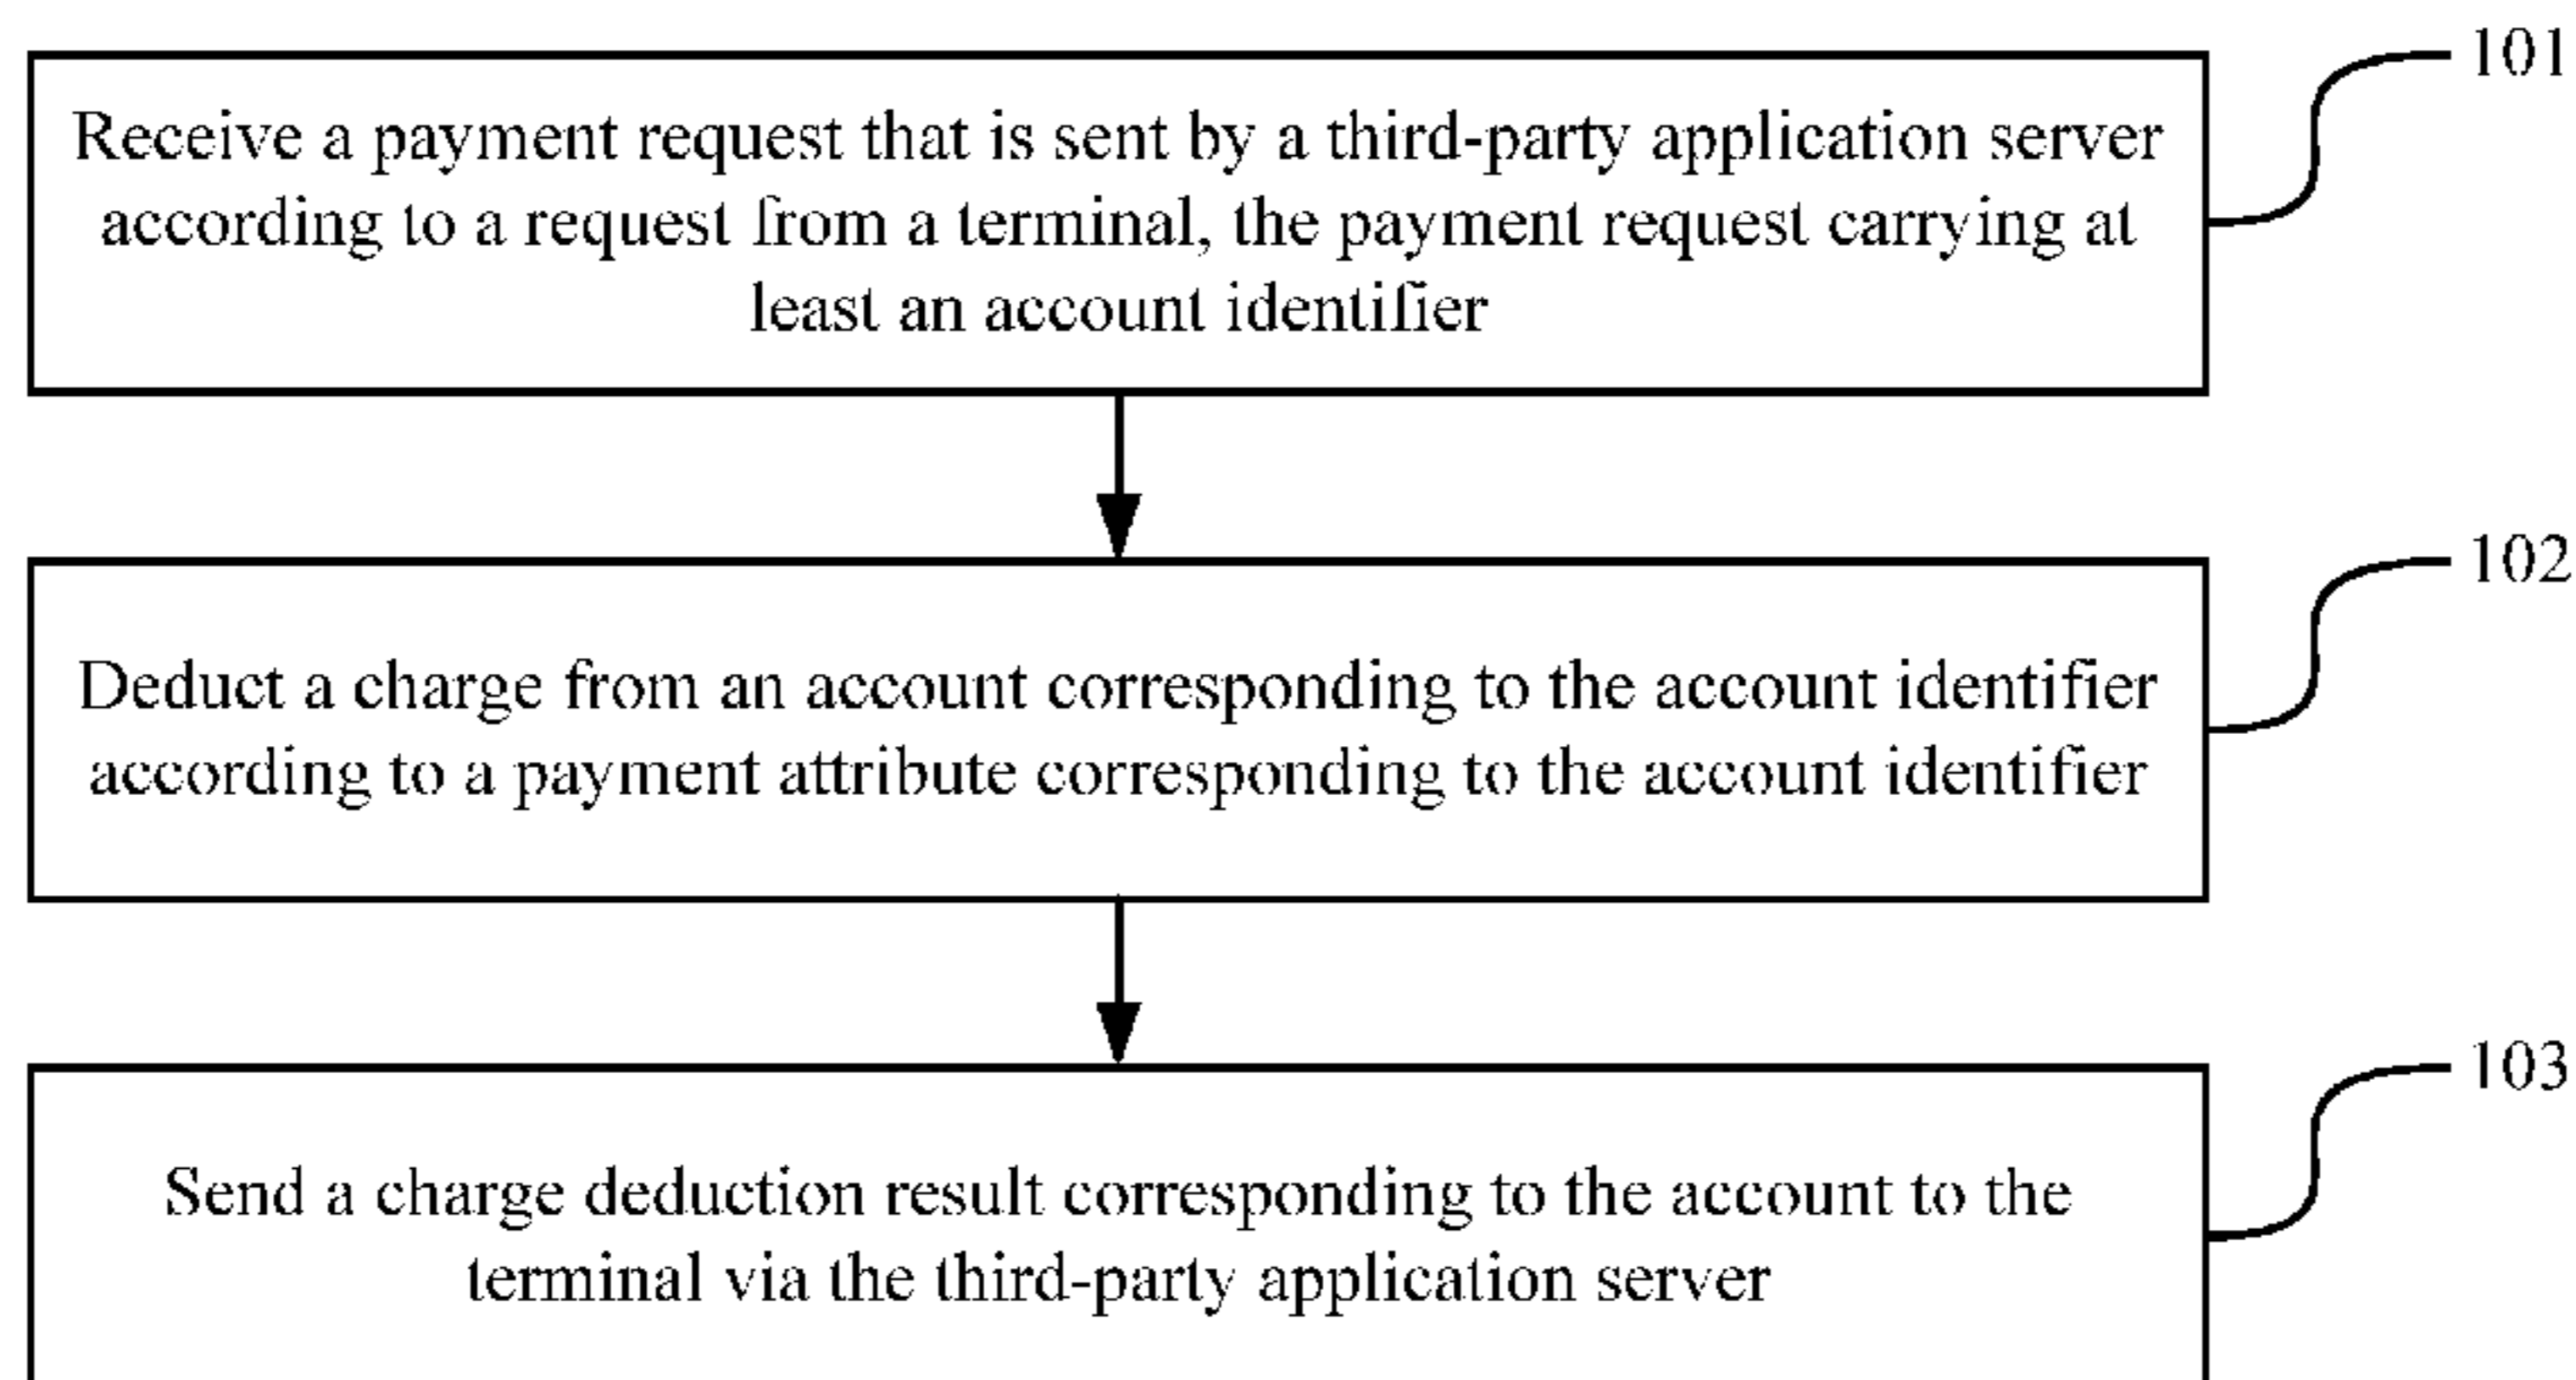 101
Receive a payment request that is sent by a third-party application server
according to a request from a terminal, the payment request carrying at
least an account identifier
102
Deduct a charge from an account corresponding to the account identifier
according to a payment attribute corresponding to the account identifier
103
Send a charge deduction result corresponding to the account to the
terminal via the third-party application server